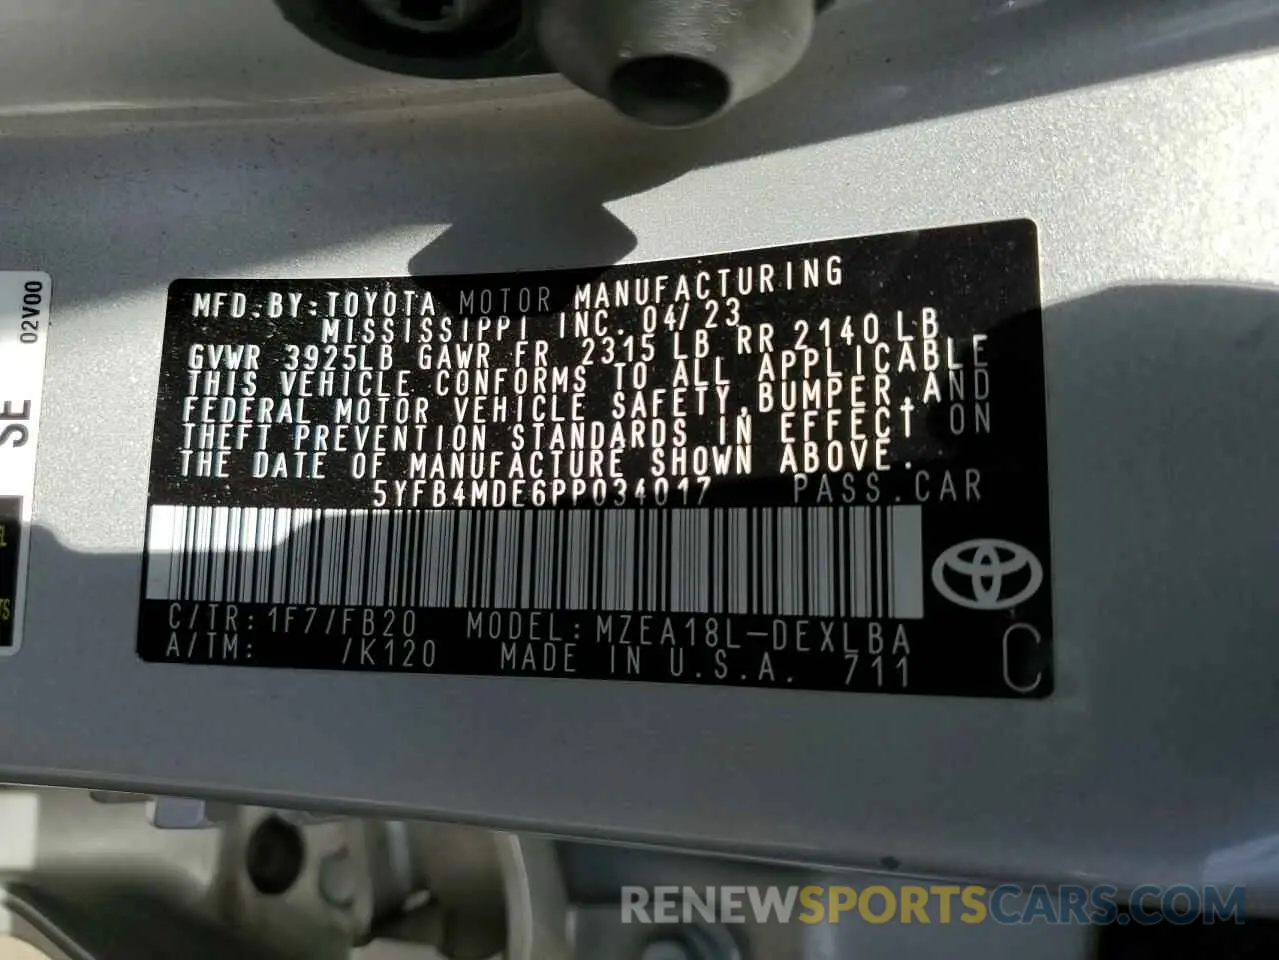 MFD.BY:TOYOTA MOTOR MANUFACTURING
MISSISSIPPI INC. 04/23
GVWR 3925LB GAWR FR 2315 LB RR 2140 LB
THIS VEHICLE CONFORMS TO ALL APPLICABLE
FEDERAL MOTOR VEHICLE SAFETY,BUMPER,AND
THEFT PREVENTION STANDARDS IN EFFECT ON
THE DATE OF MANUFACTURE SHOWN ABOVE.
5YFB4MDE6PP034017 PASS.CAR
C/TR:1F7/FB20 MODEL:MZEA18L-DEXLBA
A/TM: /K120 MADE IN U.S.A. 711
C
02V00
SE
RENEWSPORTSCARS.COM